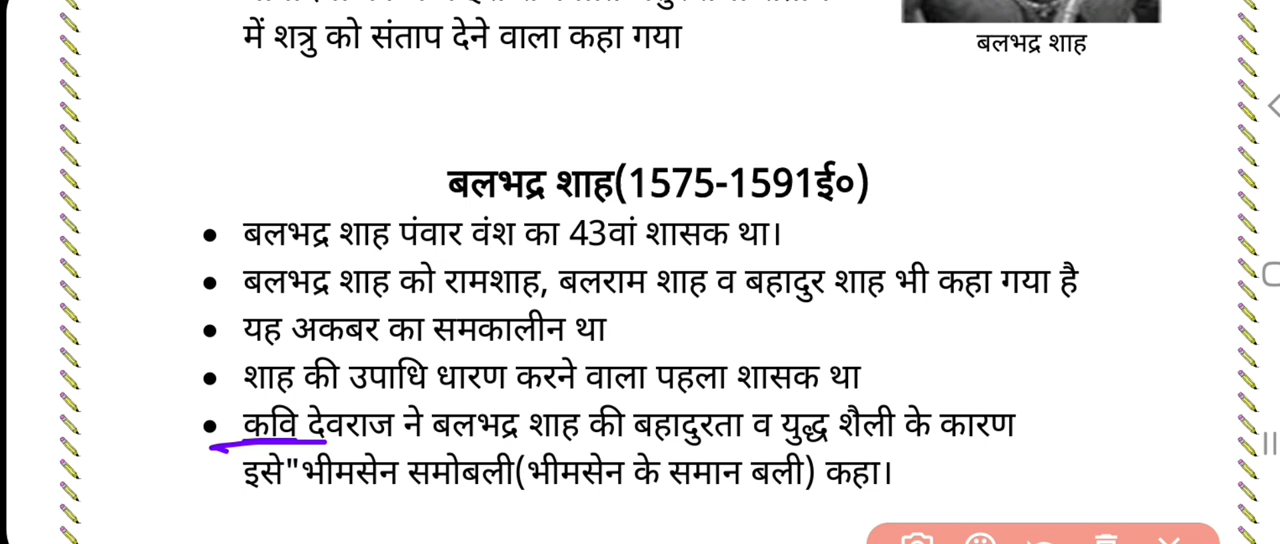 में शत्रु को संताप देने वाला कहा गया
बलभद्र शाह
बलभद्र शाह(1575-1591ई०)
बलभद्र शाह पंवार वंश का 43वां शासक था।
बलभद्र शाह को रामशाह, बलराम शाह व बहादुर शाह भी कहा गया है
यह अकबर का समकालीन था
शाह की उपाधि धारण करने वाला पहला शासक था
कवि देवराज ने बलभद्र शाह की बहादुरता व युद्ध शैली के कारण
इसे"भीमसेन समोबली(भीमसेन के समान बली) कहा।